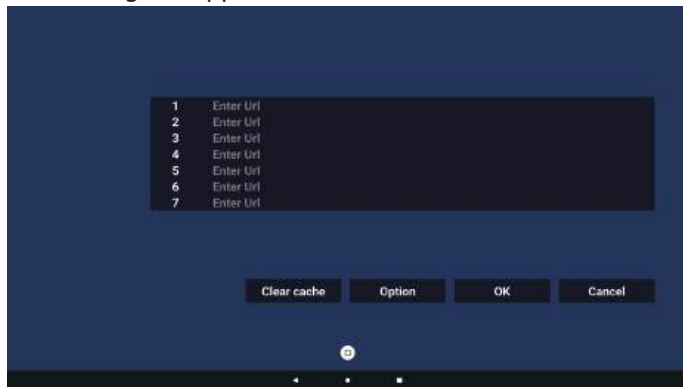 1 Enter Url
2 Enter Url
3 Enter Url
4 Enter Url
5 Enter Url
6 Enter Url
7 Enter Url
Clear cache Option OK Cancel